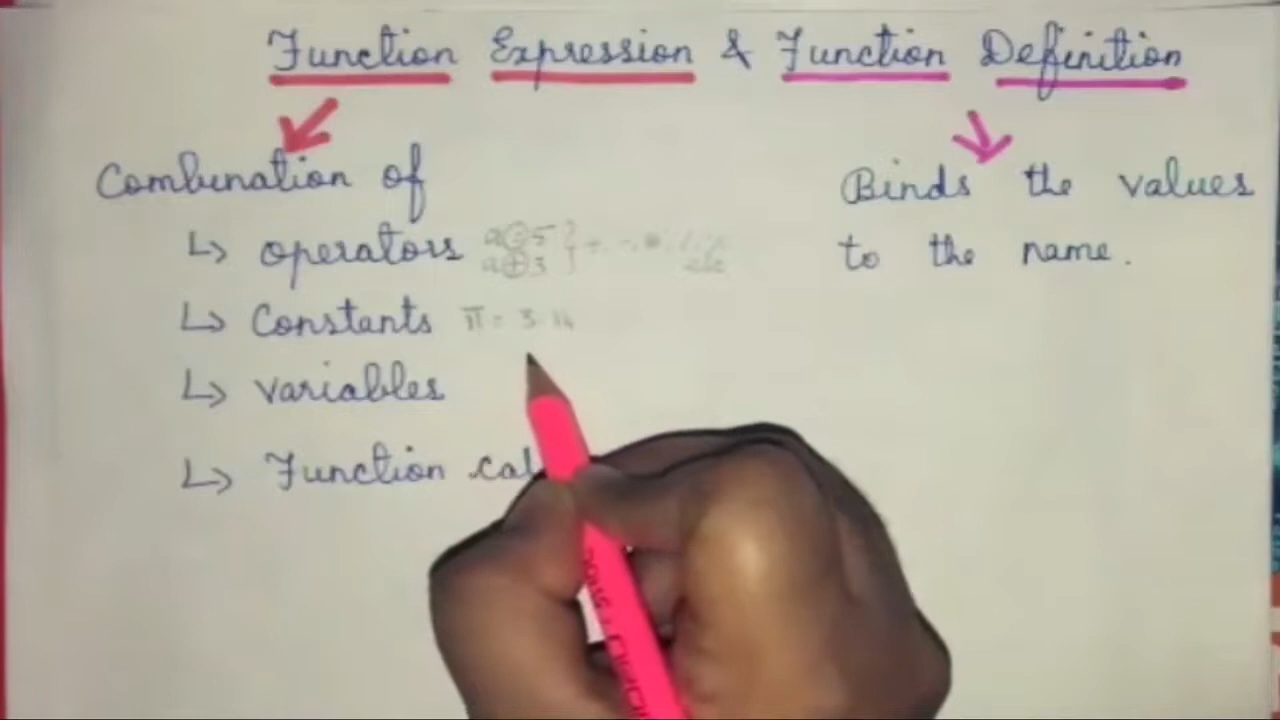 Function Expression & Function Definition
Combination of
↳ operators
↳ Constants π = 3.14
↳ variables
↳ Function cal
Binds the values
to the name.